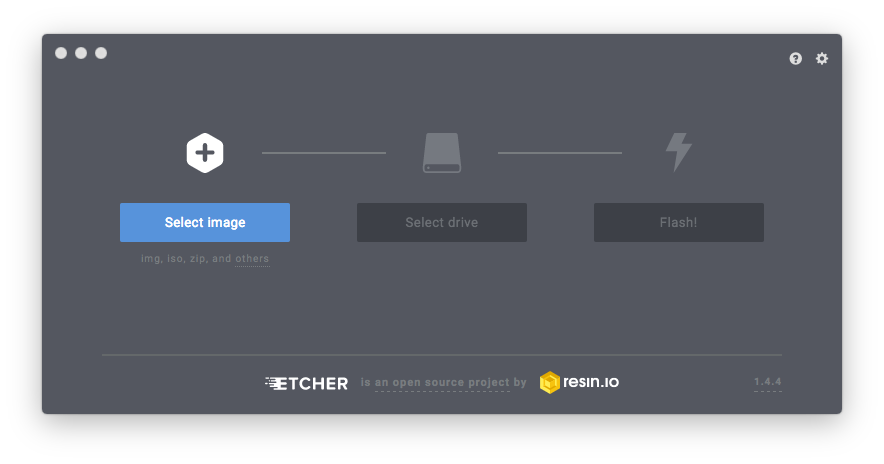 Select image
Select drive
Flash!
img, iso, zip, and others
ETCHER is an open source project by resin.io
1.4.4